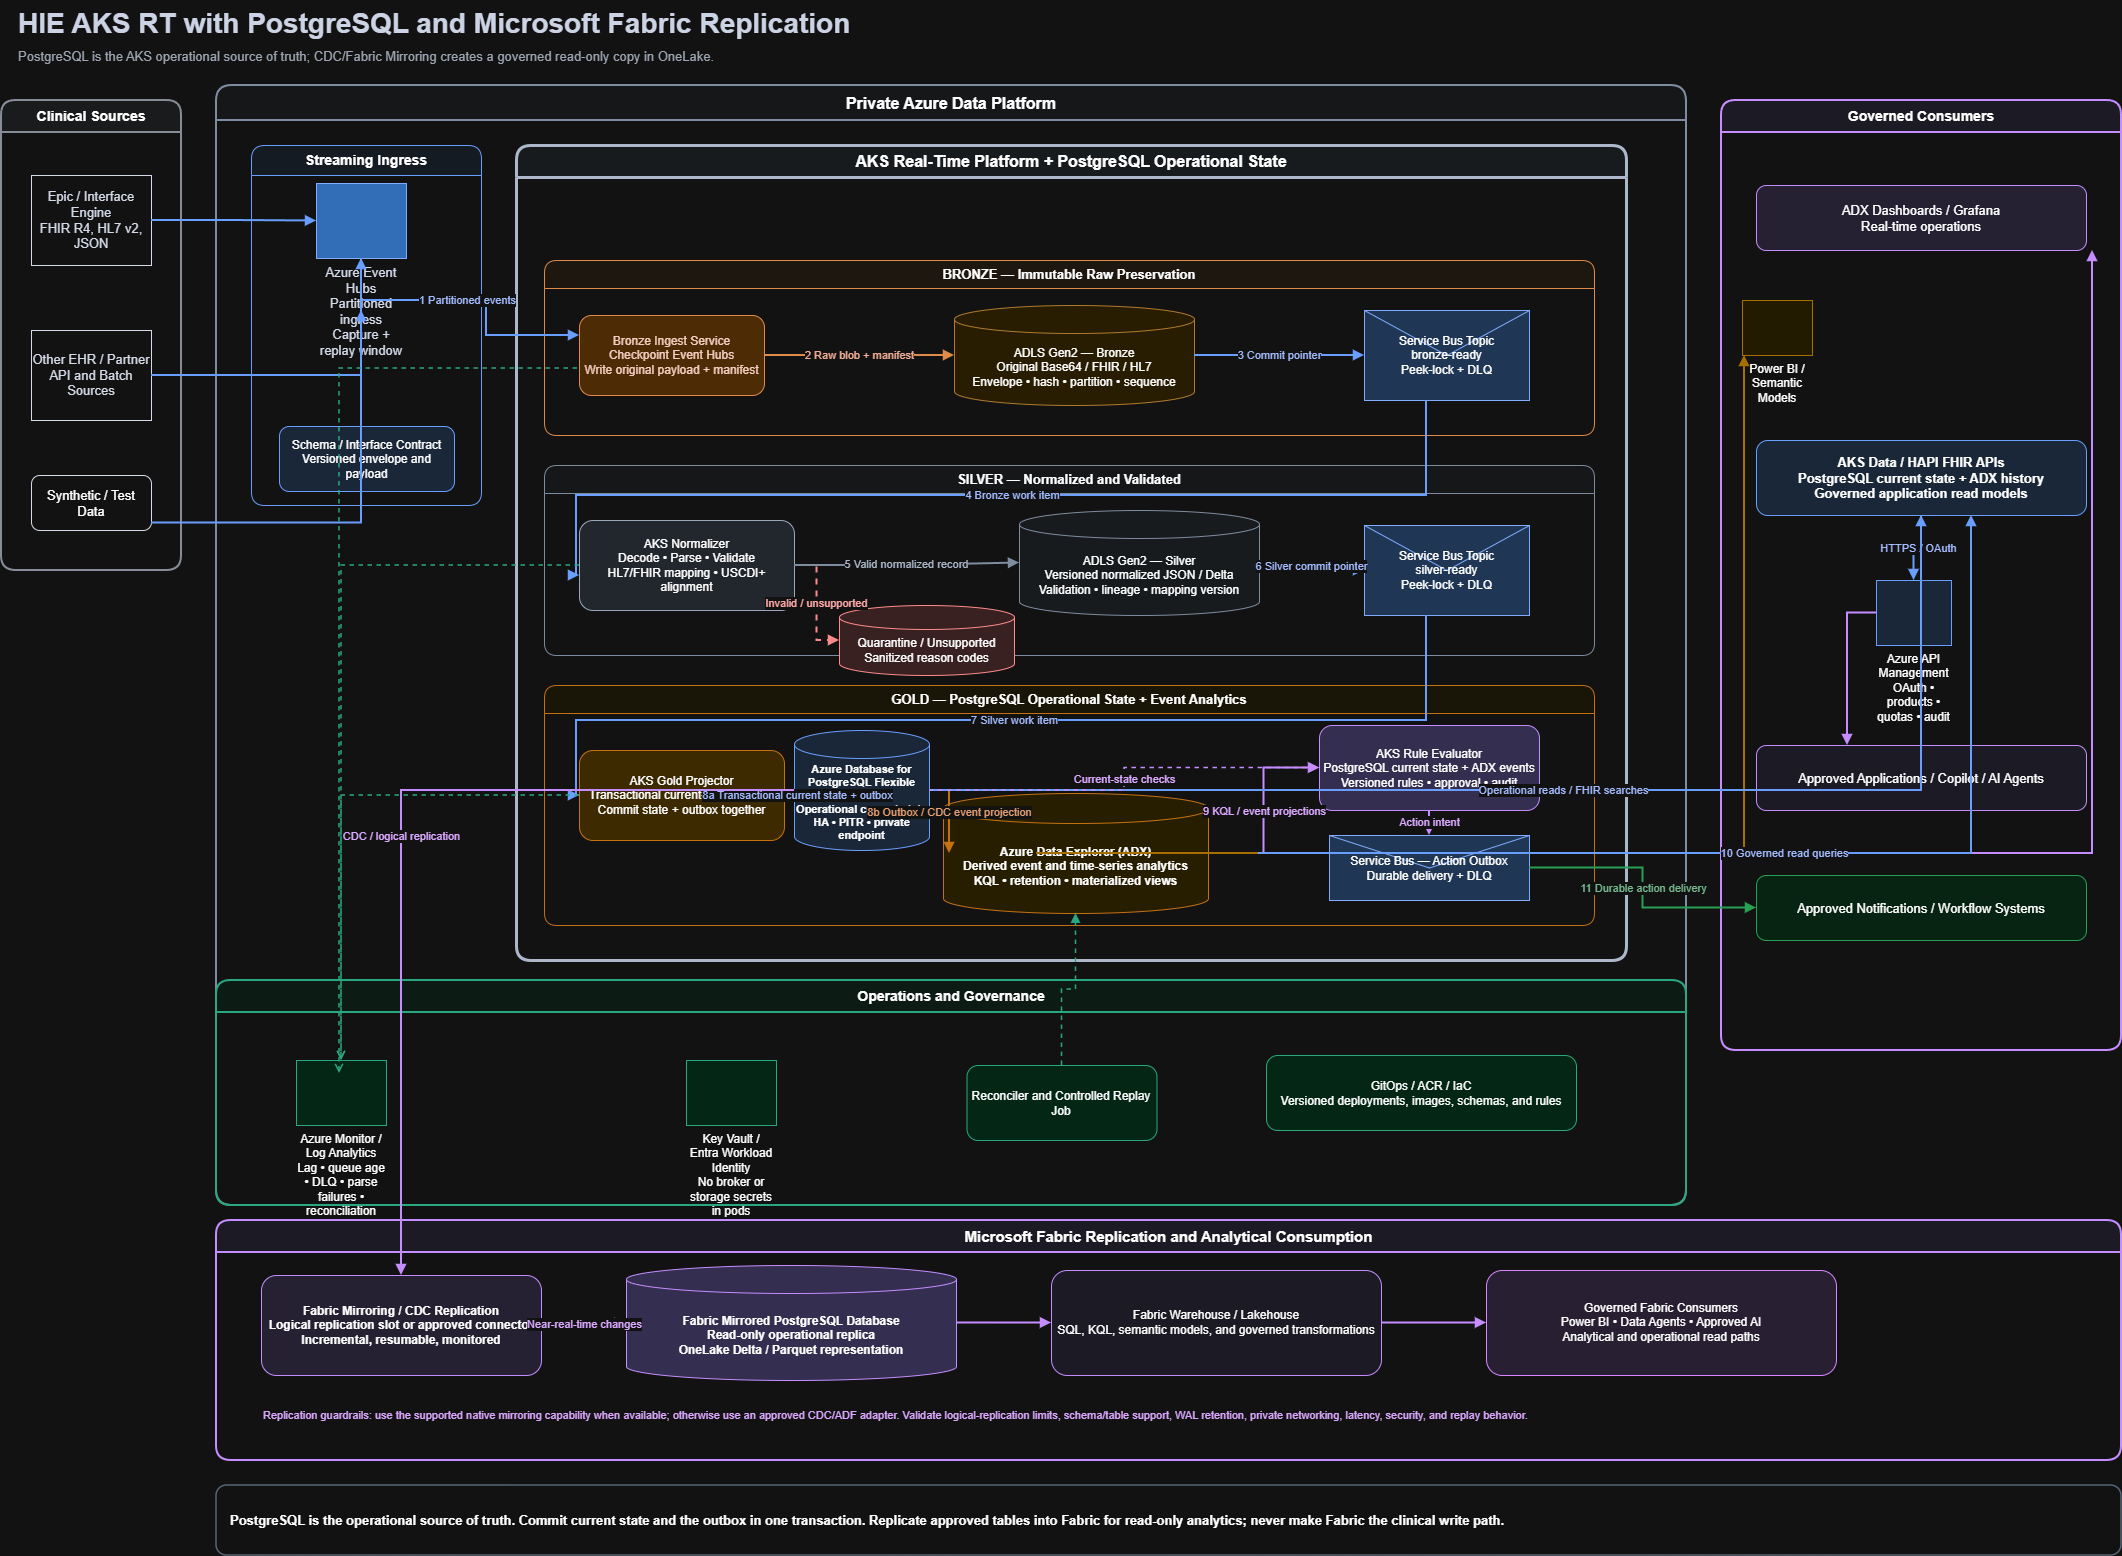 HIE AKS RT with PostgreSQL and Microsoft Fabric Replication
PostgreSQL is the AKS operational source of truth; CDC/Fabric Mirroring creates a governed read-only copy in OneLake.
Clinical Sources
Epic / Interface
Engine
FHIR R4, HL7 v2,
JSON
Other EHR / Partner
API and Batch
Sources
Synthetic / Test
Data
Private Azure Data Platform
Streaming Ingress
Azure Event
Hubs
Partitioned
ingress
Capture +
replay window
1 Partitioned events
Schema / Interface Contract
Versioned envelope and
payload
AKS Real-Time Platform + PostgreSQL Operational State
BRONZE — Immutable Raw Preservation
Bronze Ingest Service
Checkpoint Event Hubs
Write original payload + manifest
2 Raw blob + manifest
ADLS Gen2 — Bronze
Original Base64 / FHIR / HL7
Envelope • hash • partition • sequence
3 Commit pointer
Service Bus Topic
bronze-ready
Peek-lock + DLQ
SILVER — Normalized and Validated
4 Bronze work item
AKS Normalizer
Decode • Parse • Validate
HL7/FHIR mapping • USCDI+
alignment
5 Valid normalized record
Invalid / unsupported
ADLS Gen2 — Silver
Versioned normalized JSON / Delta
Validation • lineage • mapping version
6 Silver commit pointer
Service Bus Topic
silver-ready
Peek-lock + DLQ
Quarantine / Unsupported
Sanitized reason codes
GOLD — PostgreSQL Operational State + Event Analytics
7 Silver work item
AKS Gold Projector
Transactional current
Commit state + outbox together
8a Transactional current state + outbox
Azure Database for
PostgreSQL Flexible
Operational
HA • PITR • private
endpoint
8b Outbox / CDC event projection
Current-state checks
Azure Data Explorer (ADX)
Derived event and time-series analytics
KQL • retention • materialized views
9 KQL / event projections
AKS Rule Evaluator
PostgreSQL current state + ADX events
Versioned rules • approval • audit
Operational reads / FHIR searches
Action intent
Service Bus — Action Outbox
Durable delivery + DLQ
10 Governed read queries
11 Durable action delivery
CDC / logical replication
Governed Consumers
ADX Dashboards / Grafana
Real-time operations
Power BI /
Semantic
Models
AKS Data / HAPI FHIR APIs
PostgreSQL current state + ADX history
Governed application read models
HTTPS / OAuth
Azure API
Management
OAuth •
products •
quotas • audit
Approved Applications / Copilot / AI Agents
Approved Notifications / Workflow Systems
Operations and Governance
Azure Monitor /
Log Analytics
Lag • queue age
• DLQ • parse
failures •
reconciliation
Key Vault /
Entra Workload
Identity
No broker or
storage secrets
in pods
Reconciler and Controlled Replay
Job
GitOps / ACR / IaC
Versioned deployments, images, schemas, and rules
Microsoft Fabric Replication and Analytical Consumption
Fabric Mirroring / CDC Replication
Logical replication slot or approved
Incremental, resumable, monitored
Near-real-time changes
Fabric Mirrored PostgreSQL Database
Read-only operational replica
OneLake Delta / Parquet representation
Fabric Warehouse / Lakehouse
SQL, KQL, semantic models, and governed transformations
Governed Fabric Consumers
Power BI • Data Agents • Approved AI
Analytical and operational read paths
Replication guardrails: use the supported native mirroring capability when available; otherwise use an approved CDC/ADF adapter. Validate logical-replication limits, schema/table support, WAL retention, private networking, latency, security, and replay behavior.
PostgreSQL is the operational source of truth. Commit current state and the outbox in one transaction. Replicate approved tables into Fabric for read-only analytics; never make Fabric the clinical write path.